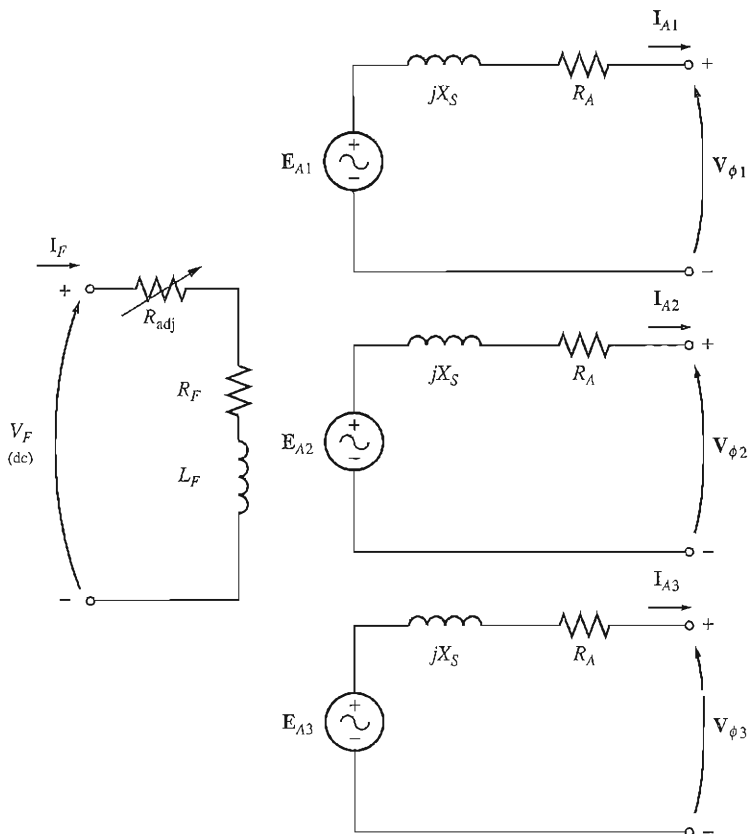 I_A1
+
jX_S
R_A
+
E_A1
−
V_ϕ1
−
I_F
+
R_adj
R_F
V_F
(dc)
L_F
−
I_A2
+
jX_S
R_A
+
E_A2
−
V_ϕ2
−
I_A3
+
jX_S
R_A
+
E_A3
−
V_ϕ3
−